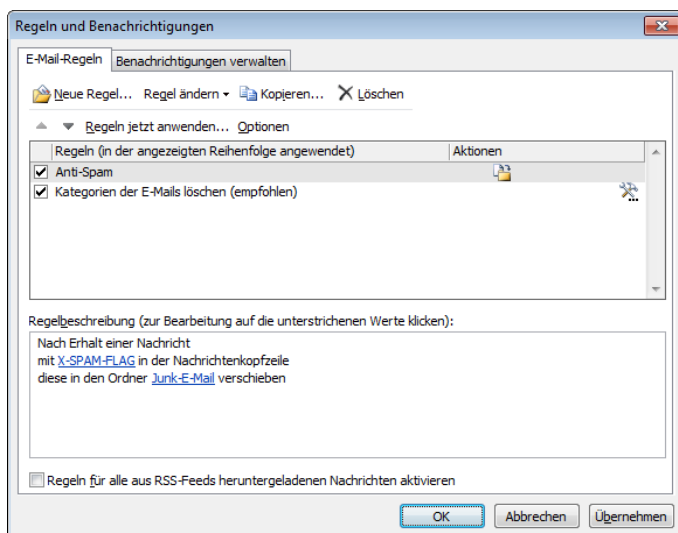 Regeln und Benachrichtigungen
E-Mail-Regeln Benachrichtigungen verwalten
Neue Regel... Regel ändern Kopieren... Löschen
Regeln jetzt anwenden... Optionen
Regeln (in der angezeigten Reihenfolge angewendet) Aktionen
Anti-Spam
Kategorien der E-Mails löschen (empfohlen)
Regelbeschreibung (zur Bearbeitung auf die unterstrichenen Werte klicken):
Nach Erhalt einer Nachricht
mit X-SPAM-FLAG in der Nachrichtenkopfzeile
diese in den Ordner Junk-E-Mail verschieben
Regeln für alle aus RSS-Feeds heruntergeladenen Nachrichten aktivieren
OK Abbrechen Übernehmen